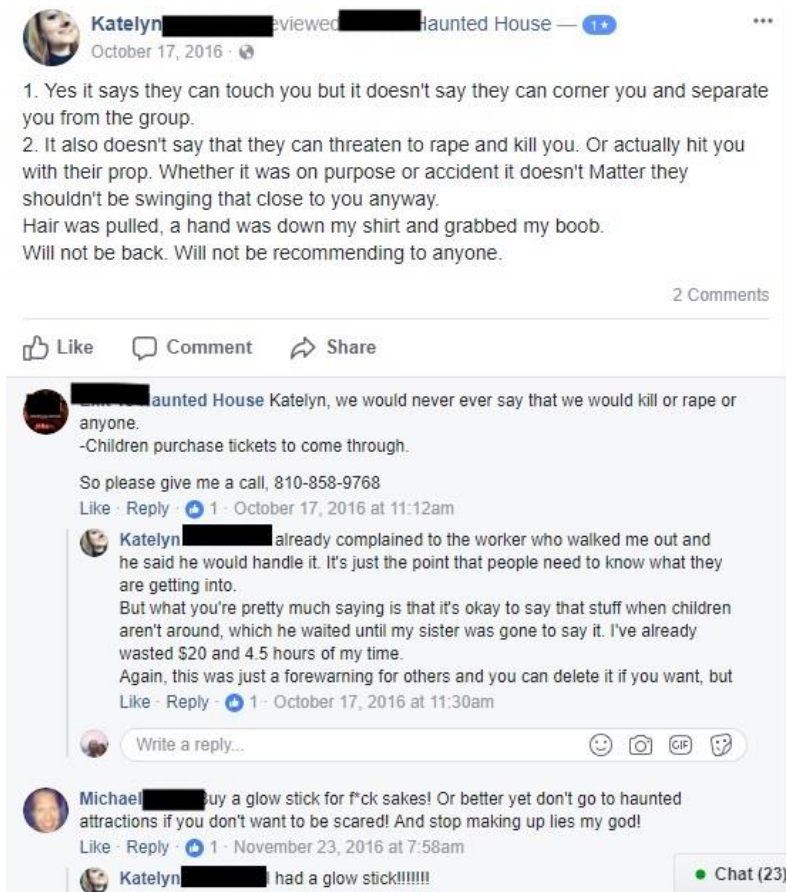 Katelyn eviewed Haunted House — 1★
October 17, 2016 ·
1. Yes it says they can touch you but it doesn't say they can corner you and separate
you from the group.
2. It also doesn't say that they can threaten to rape and kill you. Or actually hit you
with their prop. Whether it was on purpose or accident it doesn't Matter they
shouldn't be swinging that close to you anyway.
Hair was pulled, a hand was down my shirt and grabbed my boob.
Will not be back. Will not be recommending to anyone.
2 Comments
Like Comment Share
aunted House Katelyn, we would never ever say that we would kill or rape or
anyone.
-Children purchase tickets to come through.
So please give me a call, 810-858-9768
Like · Reply · 1 · October 17, 2016 at 11:12am
Katelyn already complained to the worker who walked me out and
he said he would handle it. It's just the point that people need to know what they
are getting into.
But what you're pretty much saying is that it's okay to say that stuff when children
aren't around, which he waited until my sister was gone to say it. I've already
wasted $20 and 4.5 hours of my time.
Again, this was just a forewarning for others and you can delete it if you want, but
Like · Reply · 1 · October 17, 2016 at 11:30am
Write a reply...
GIF
Michael uy a glow stick for f*ck sakes! Or better yet don't go to haunted
attractions if you don't want to be scared! And stop making up lies my god!
Like · Reply · 1 · November 23, 2016 at 7:58am
Katelyn I had a glow stick!!!!!!!
Chat (23)